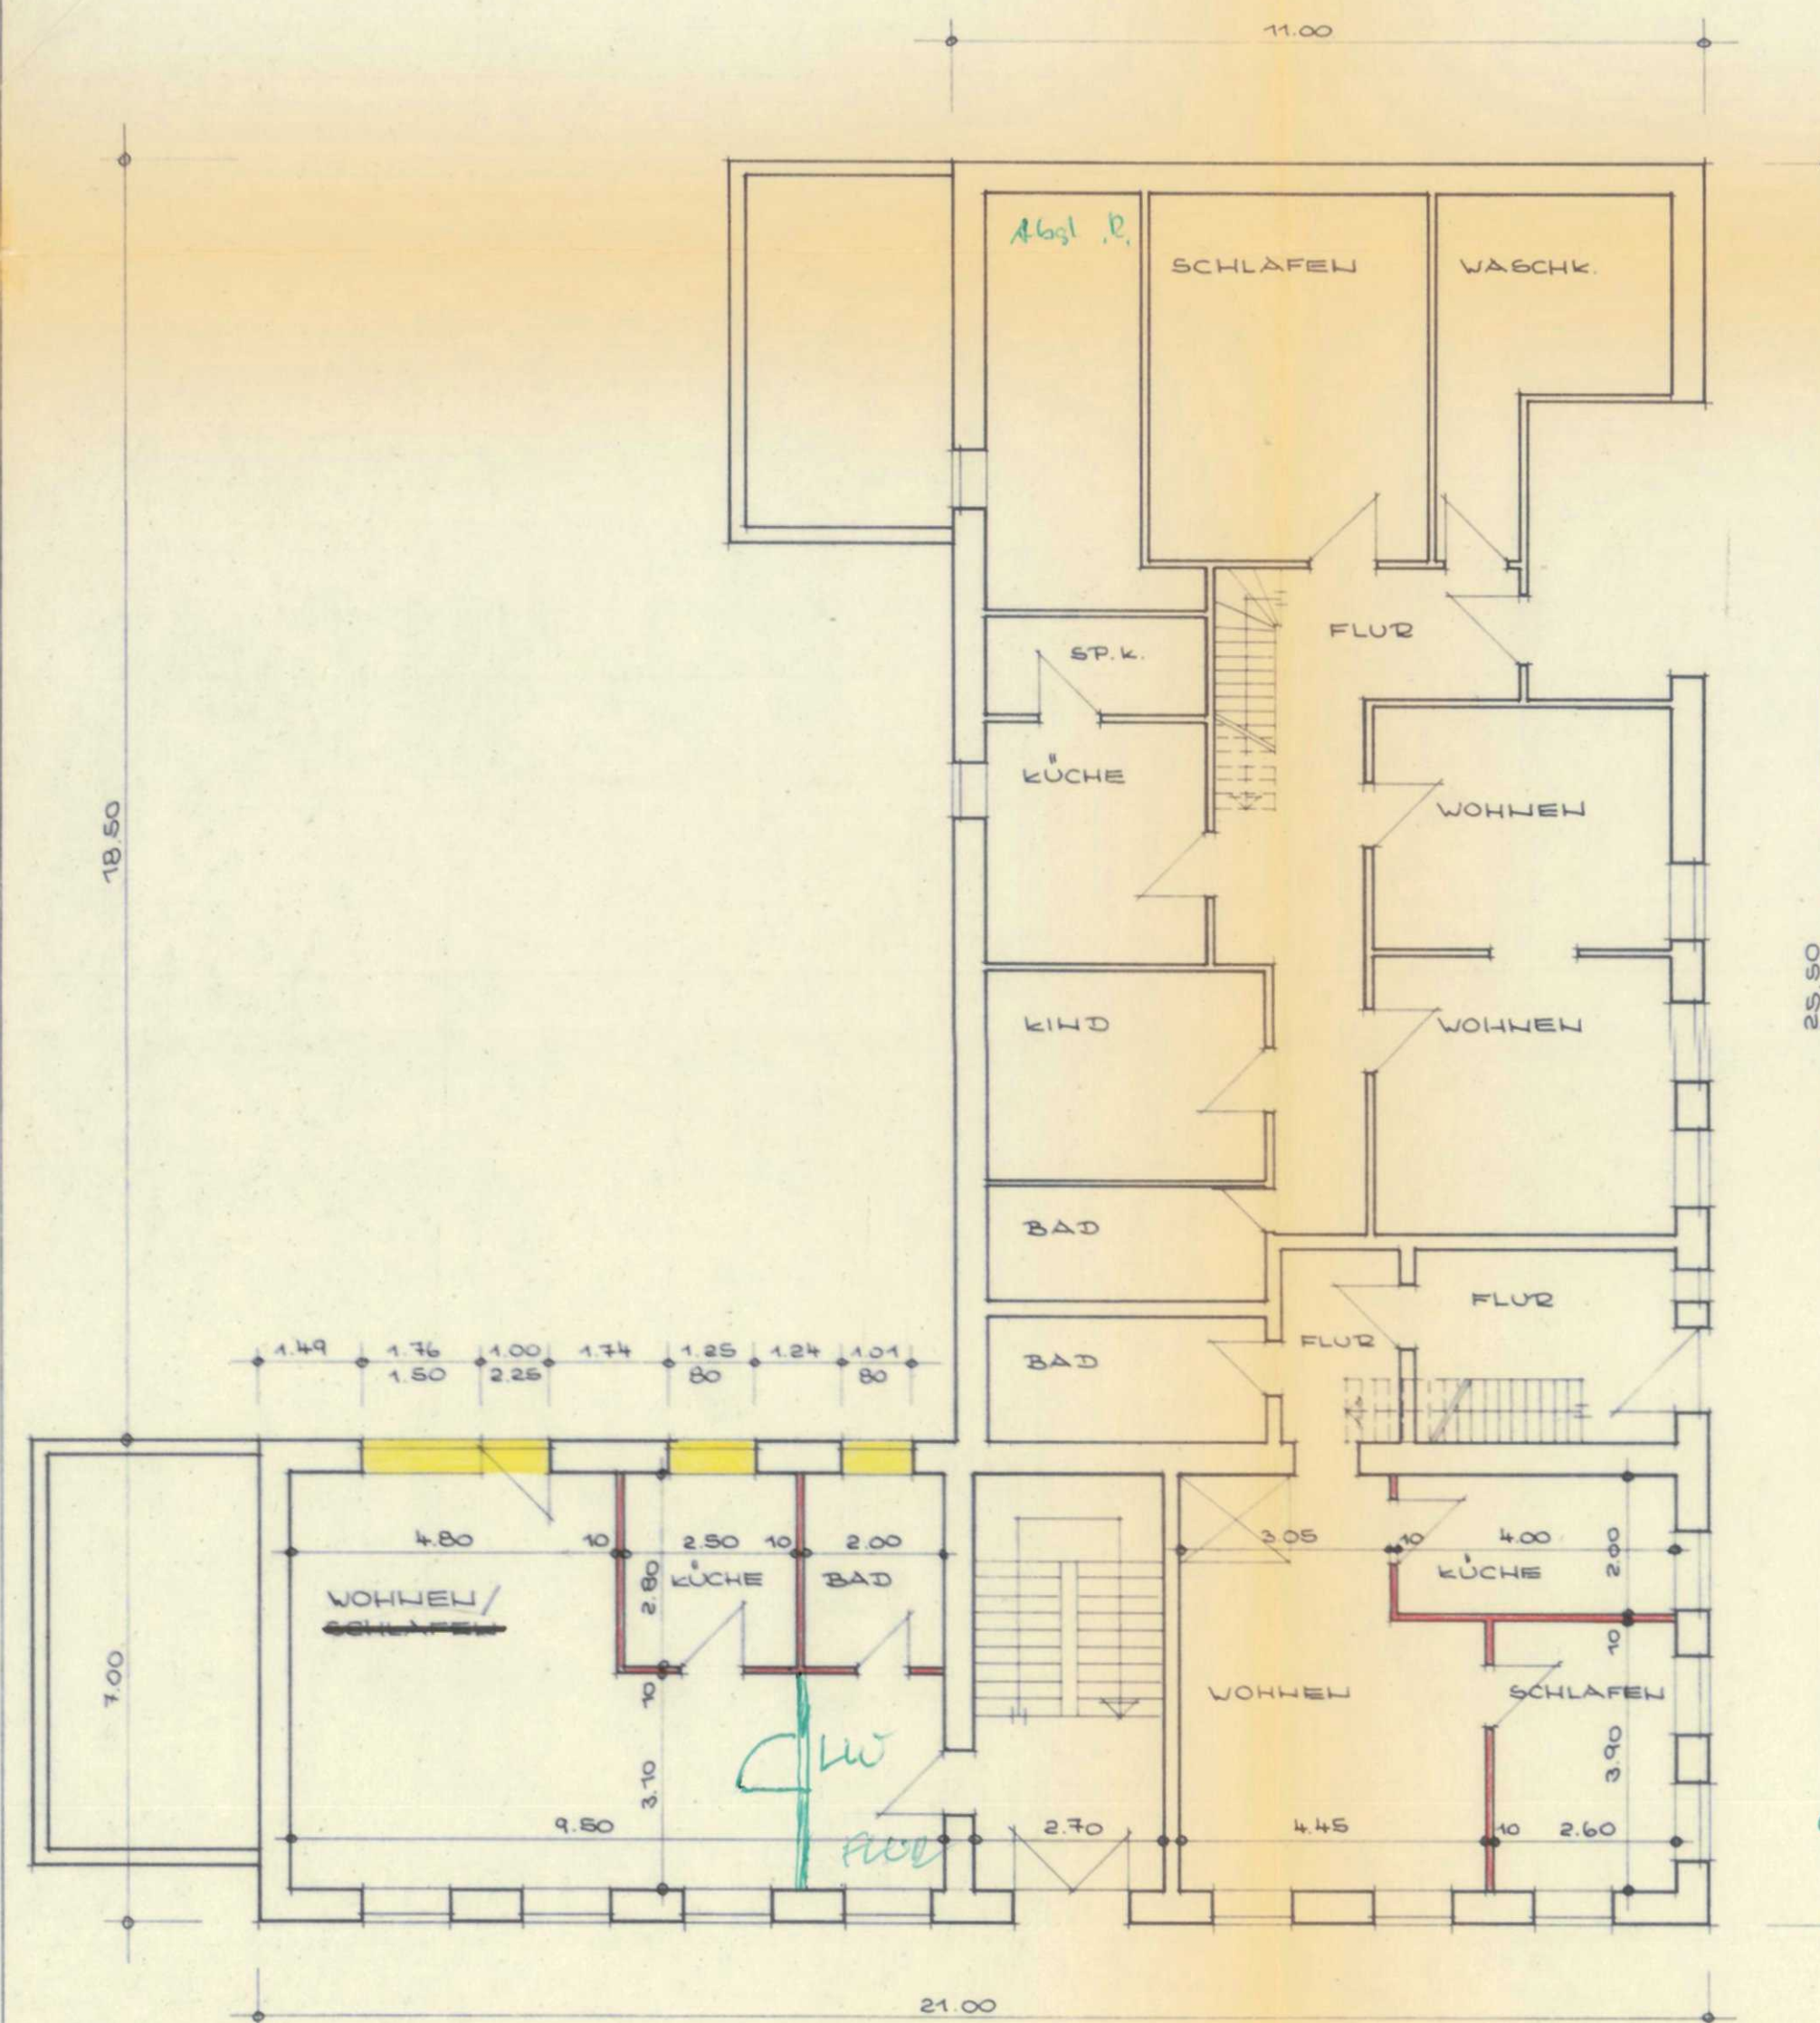 11.00
Abgl. R.
SCHLAFEN
WASCHK.
FLUR
SP.K.
KÜCHE
WOHNEN
18.50
25.50
KIND
WOHNEN
BAD
FLUR
FLUR
BAD
1.49 1.76 1.00 1.74 1.25 1.24 1.01
1.50 2.25 80 80
4.80 10 2.50 10 2.00
3.05 10 4.00
2.00
KÜCHE
2.80
KÜCHE
BAD
WOHNEN/
SCHLAFEN
7.00
10
10
WOHNEN
SCHLAFEN
3.10
3.90
FLUR
9.50
2.70
4.45
10
2.60
21.00